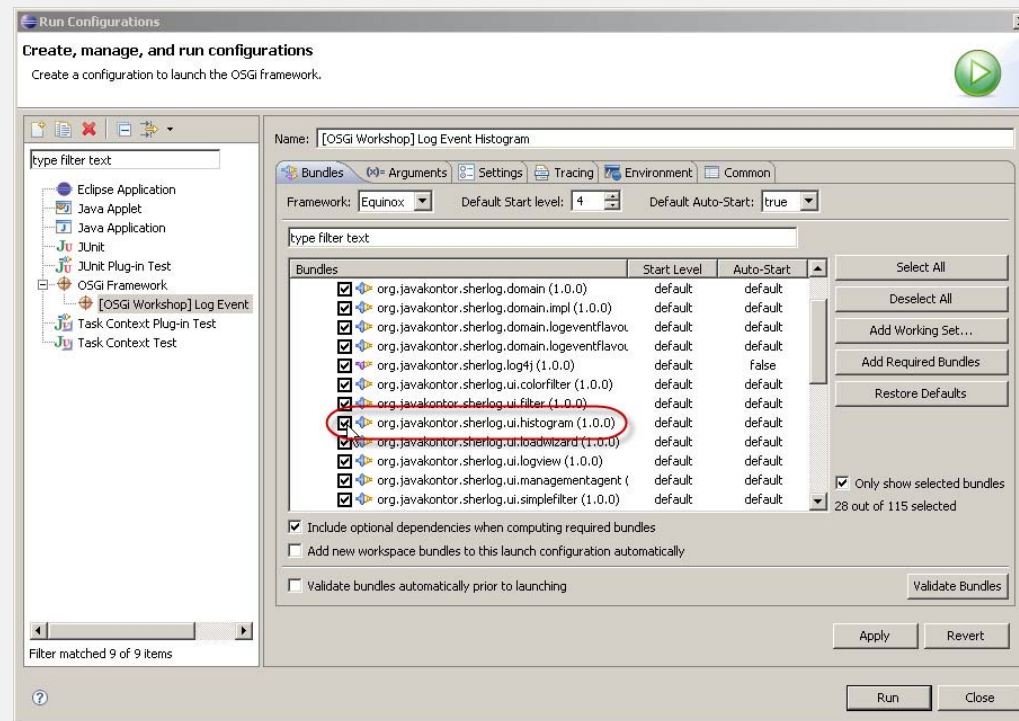 Run Configurations
Create, manage, and run configurations
Create a configuration to launch the OSGi framework.
type filter text
Eclipse Application
Java Applet
Java Application
JUnit
JUnit Plug-in Test
OSGi Framework
[OSGi Workshop] Log Event
Task Context Plug-in Test
Task Context Test
Filter matched 9 of 9 items
Name: [OSGi Workshop] Log Event Histogram
Bundles (x)= Arguments Settings Tracing Environment Common
Framework: Equinox Default Start level: 4 Default Auto-Start: true
type filter text
Bundles Start Level Auto-Start
org.javakontor.sherlog.domain (1.0.0) default default
org.javakontor.sherlog.domain.impl (1.0.0) default default
org.javakontor.sherlog.domain.logeventflavou default default
org.javakontor.sherlog.domain.logeventflavou default default
org.javakontor.sherlog.log4j (1.0.0) default false
org.javakontor.sherlog.ui.colorfilter (1.0.0) default default
org.javakontor.sherlog.ui.filter (1.0.0) default default
org.javakontor.sherlog.ui.histogram (1.0.0) default default
org.javakontor.sherlog.ui.loadwizard (1.0.0) default default
org.javakontor.sherlog.ui.logview (1.0.0) default default
org.javakontor.sherlog.ui.managementagent ( default default
org.javakontor.sherlog.ui.simplefilter (1.0.0) default default
Select All
Deselect All
Add Working Set...
Add Required Bundles
Restore Defaults
Only show selected bundles
28 out of 115 selected
Include optional dependencies when computing required bundles
Add new workspace bundles to this launch configuration automatically
Validate bundles automatically prior to launching
Validate Bundles
Apply Revert
Run Close